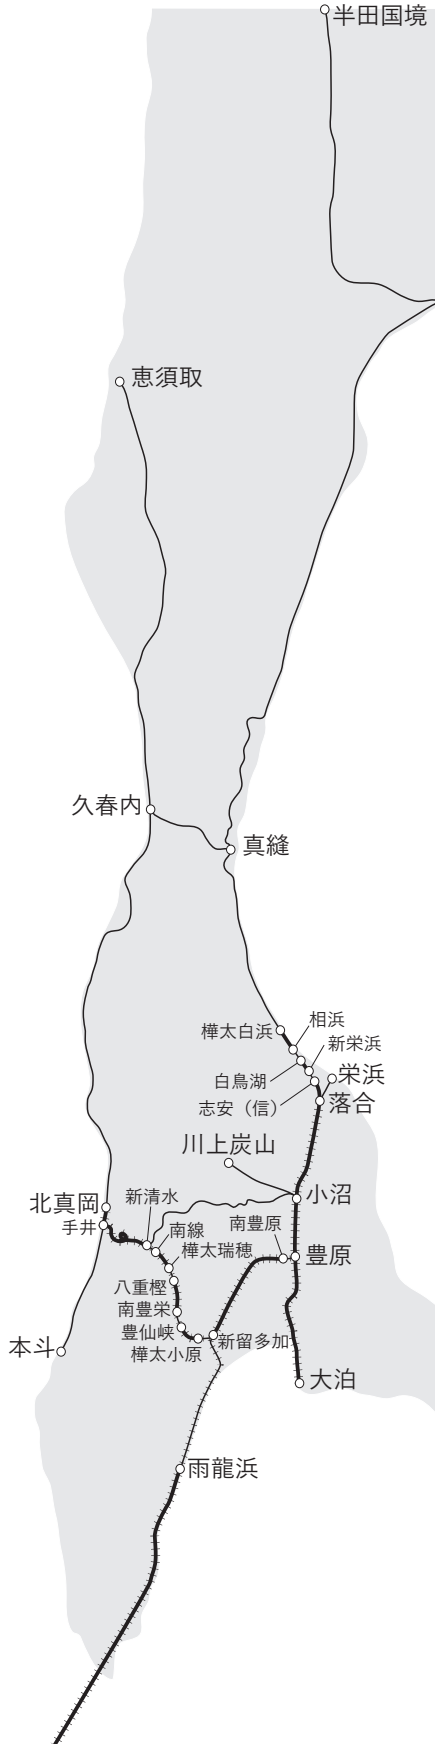 半田国境
恵須取
久春内
真縫
樺太白浜
相浜
新栄浜
白鳥湖
栄浜
志安（信）
落合
川上炭山
北真岡
新清水
小沼
手井
南線
南豊原
樺太瑞穂
豊原
八重樫
南豊栄
豊仙峡
新留多加
本斗
樺太小原
大泊
雨龍浜